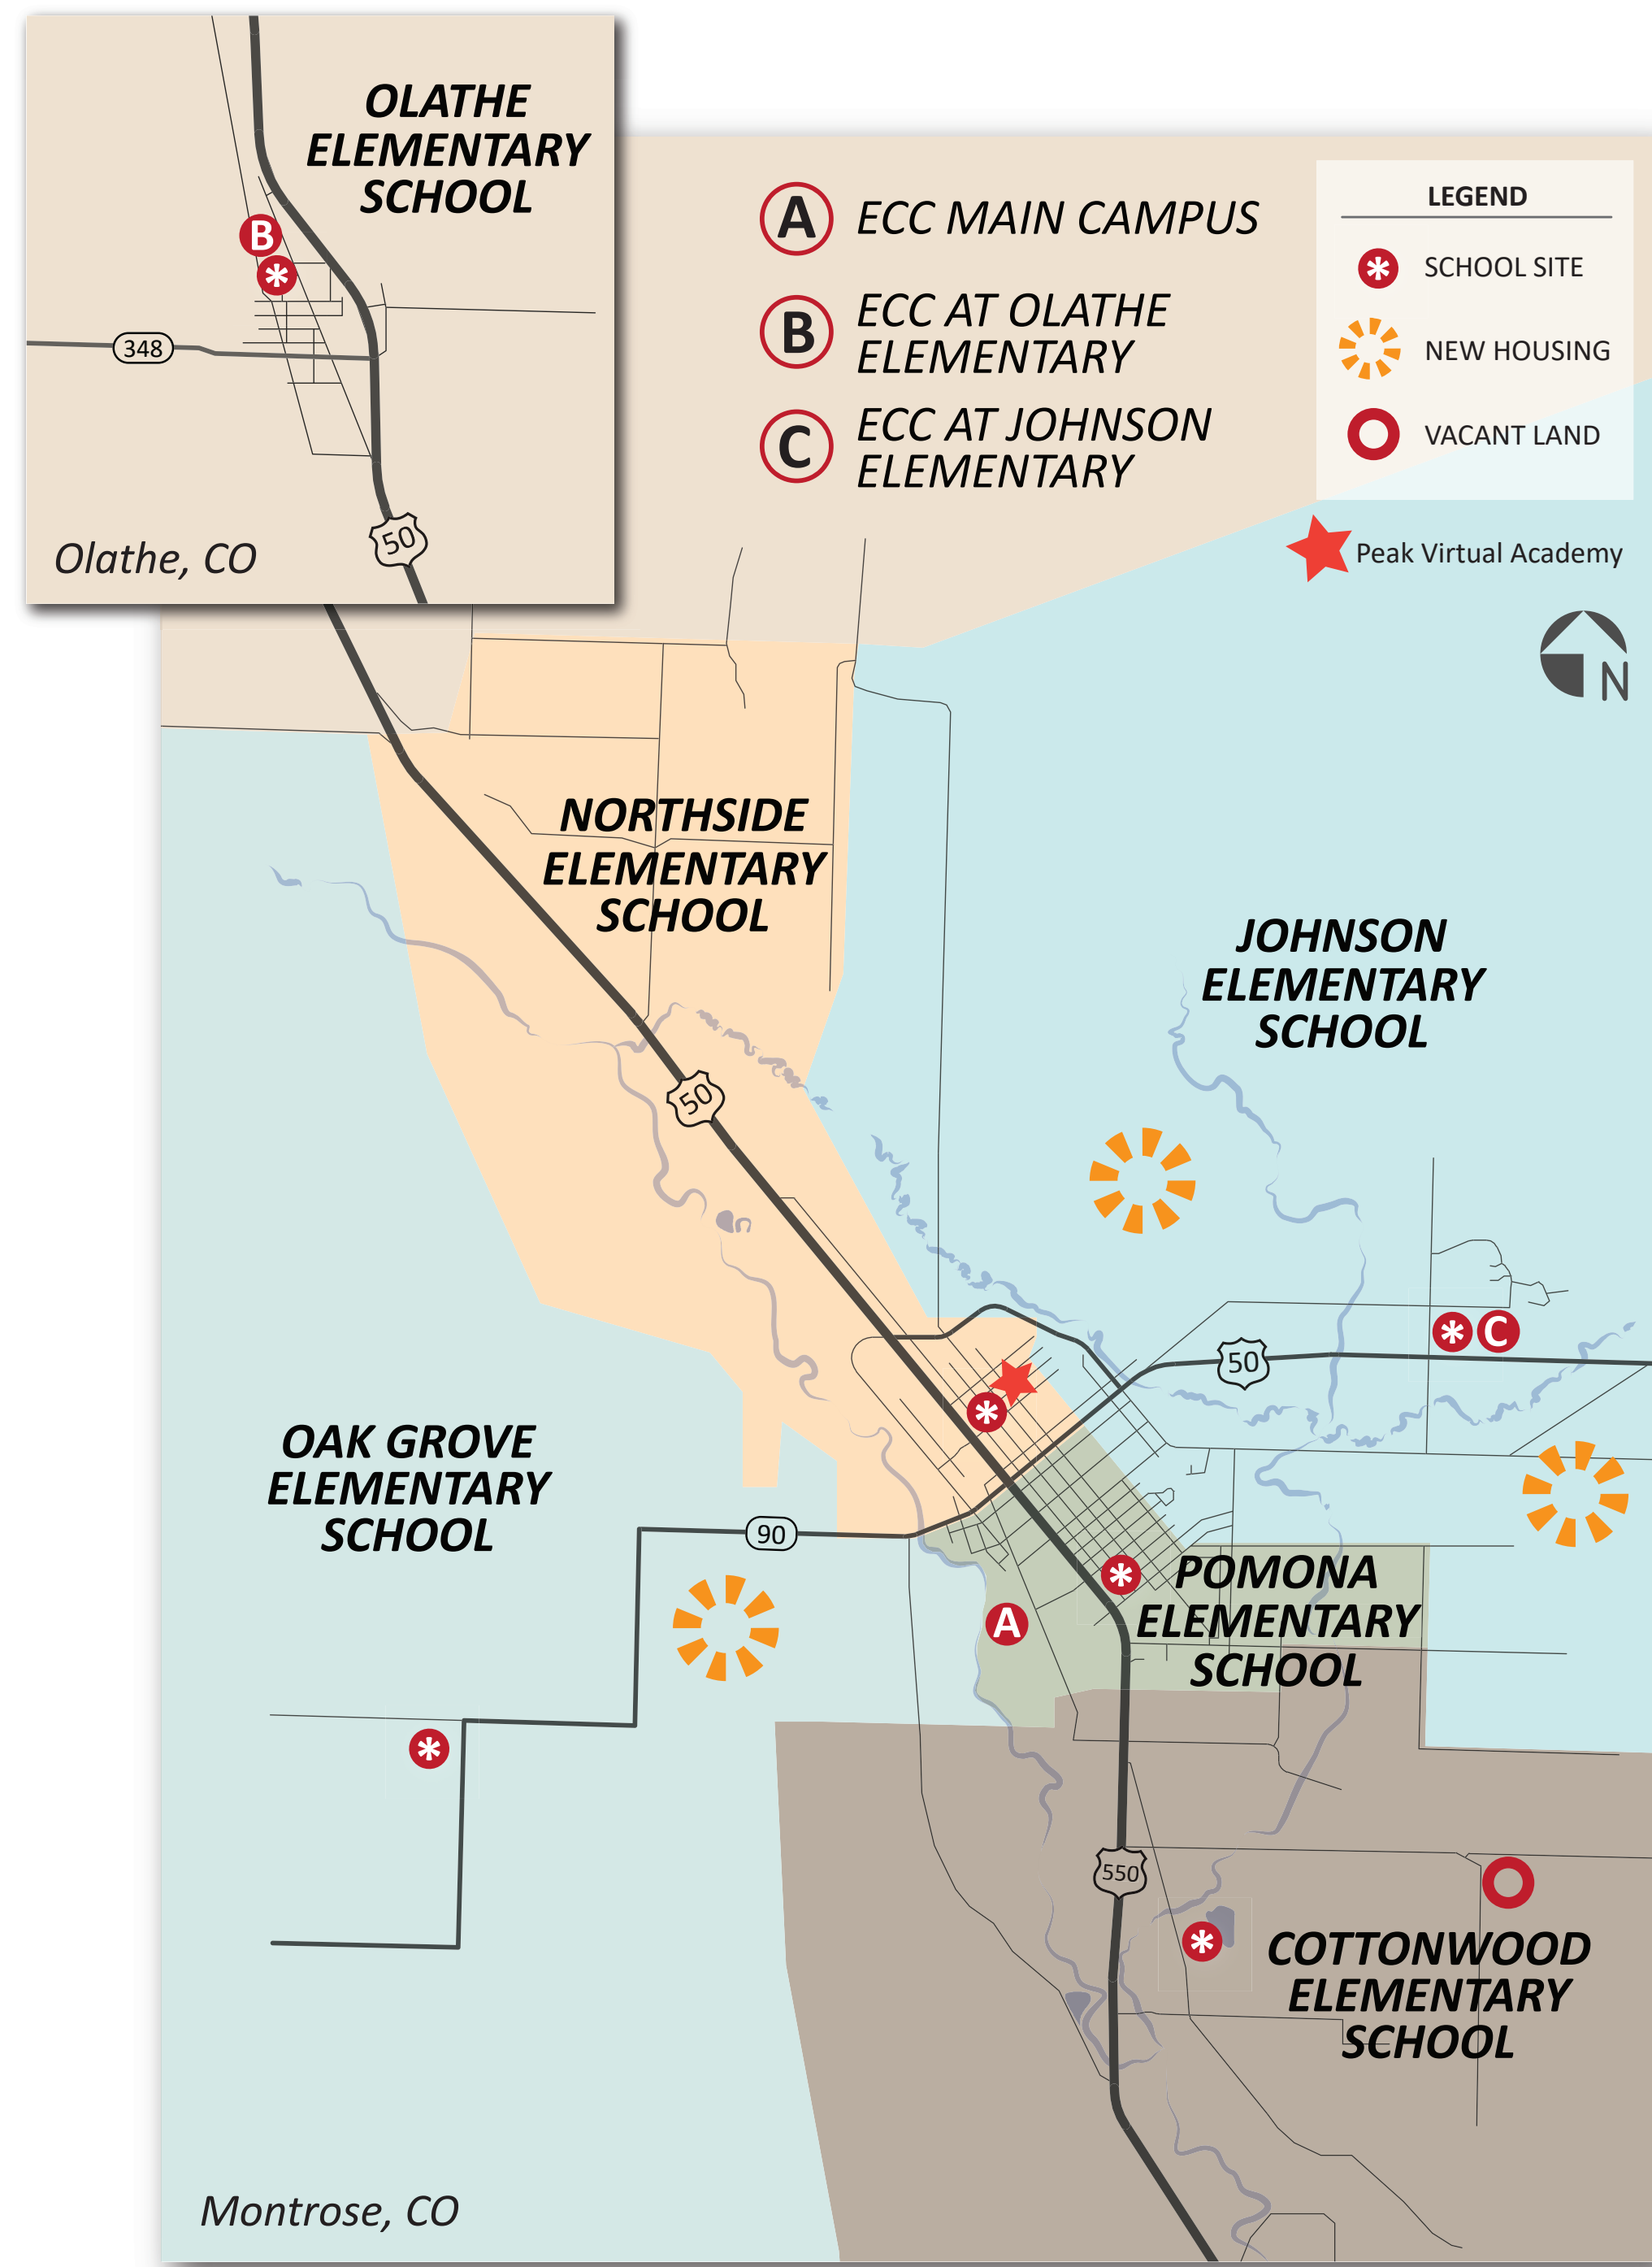 OLATHE
ELEMENTARY
SCHOOL
B
*
348
50
Olathe, CO
A ECC MAIN CAMPUS
B ECC AT OLATHE
ELEMENTARY
C ECC AT JOHNSON
ELEMENTARY
LEGEND
* SCHOOL SITE
NEW HOUSING
VACANT LAND
Peak Virtual Academy
N
NORTHSIDE
ELEMENTARY
SCHOOL
JOHNSON
ELEMENTARY
SCHOOL
50
* C
50
*
OAK GROVE
ELEMENTARY
SCHOOL
90
*
A
POMONA
ELEMENTARY
SCHOOL
*
550
*
COTTONWOOD
ELEMENTARY
SCHOOL
Montrose, CO